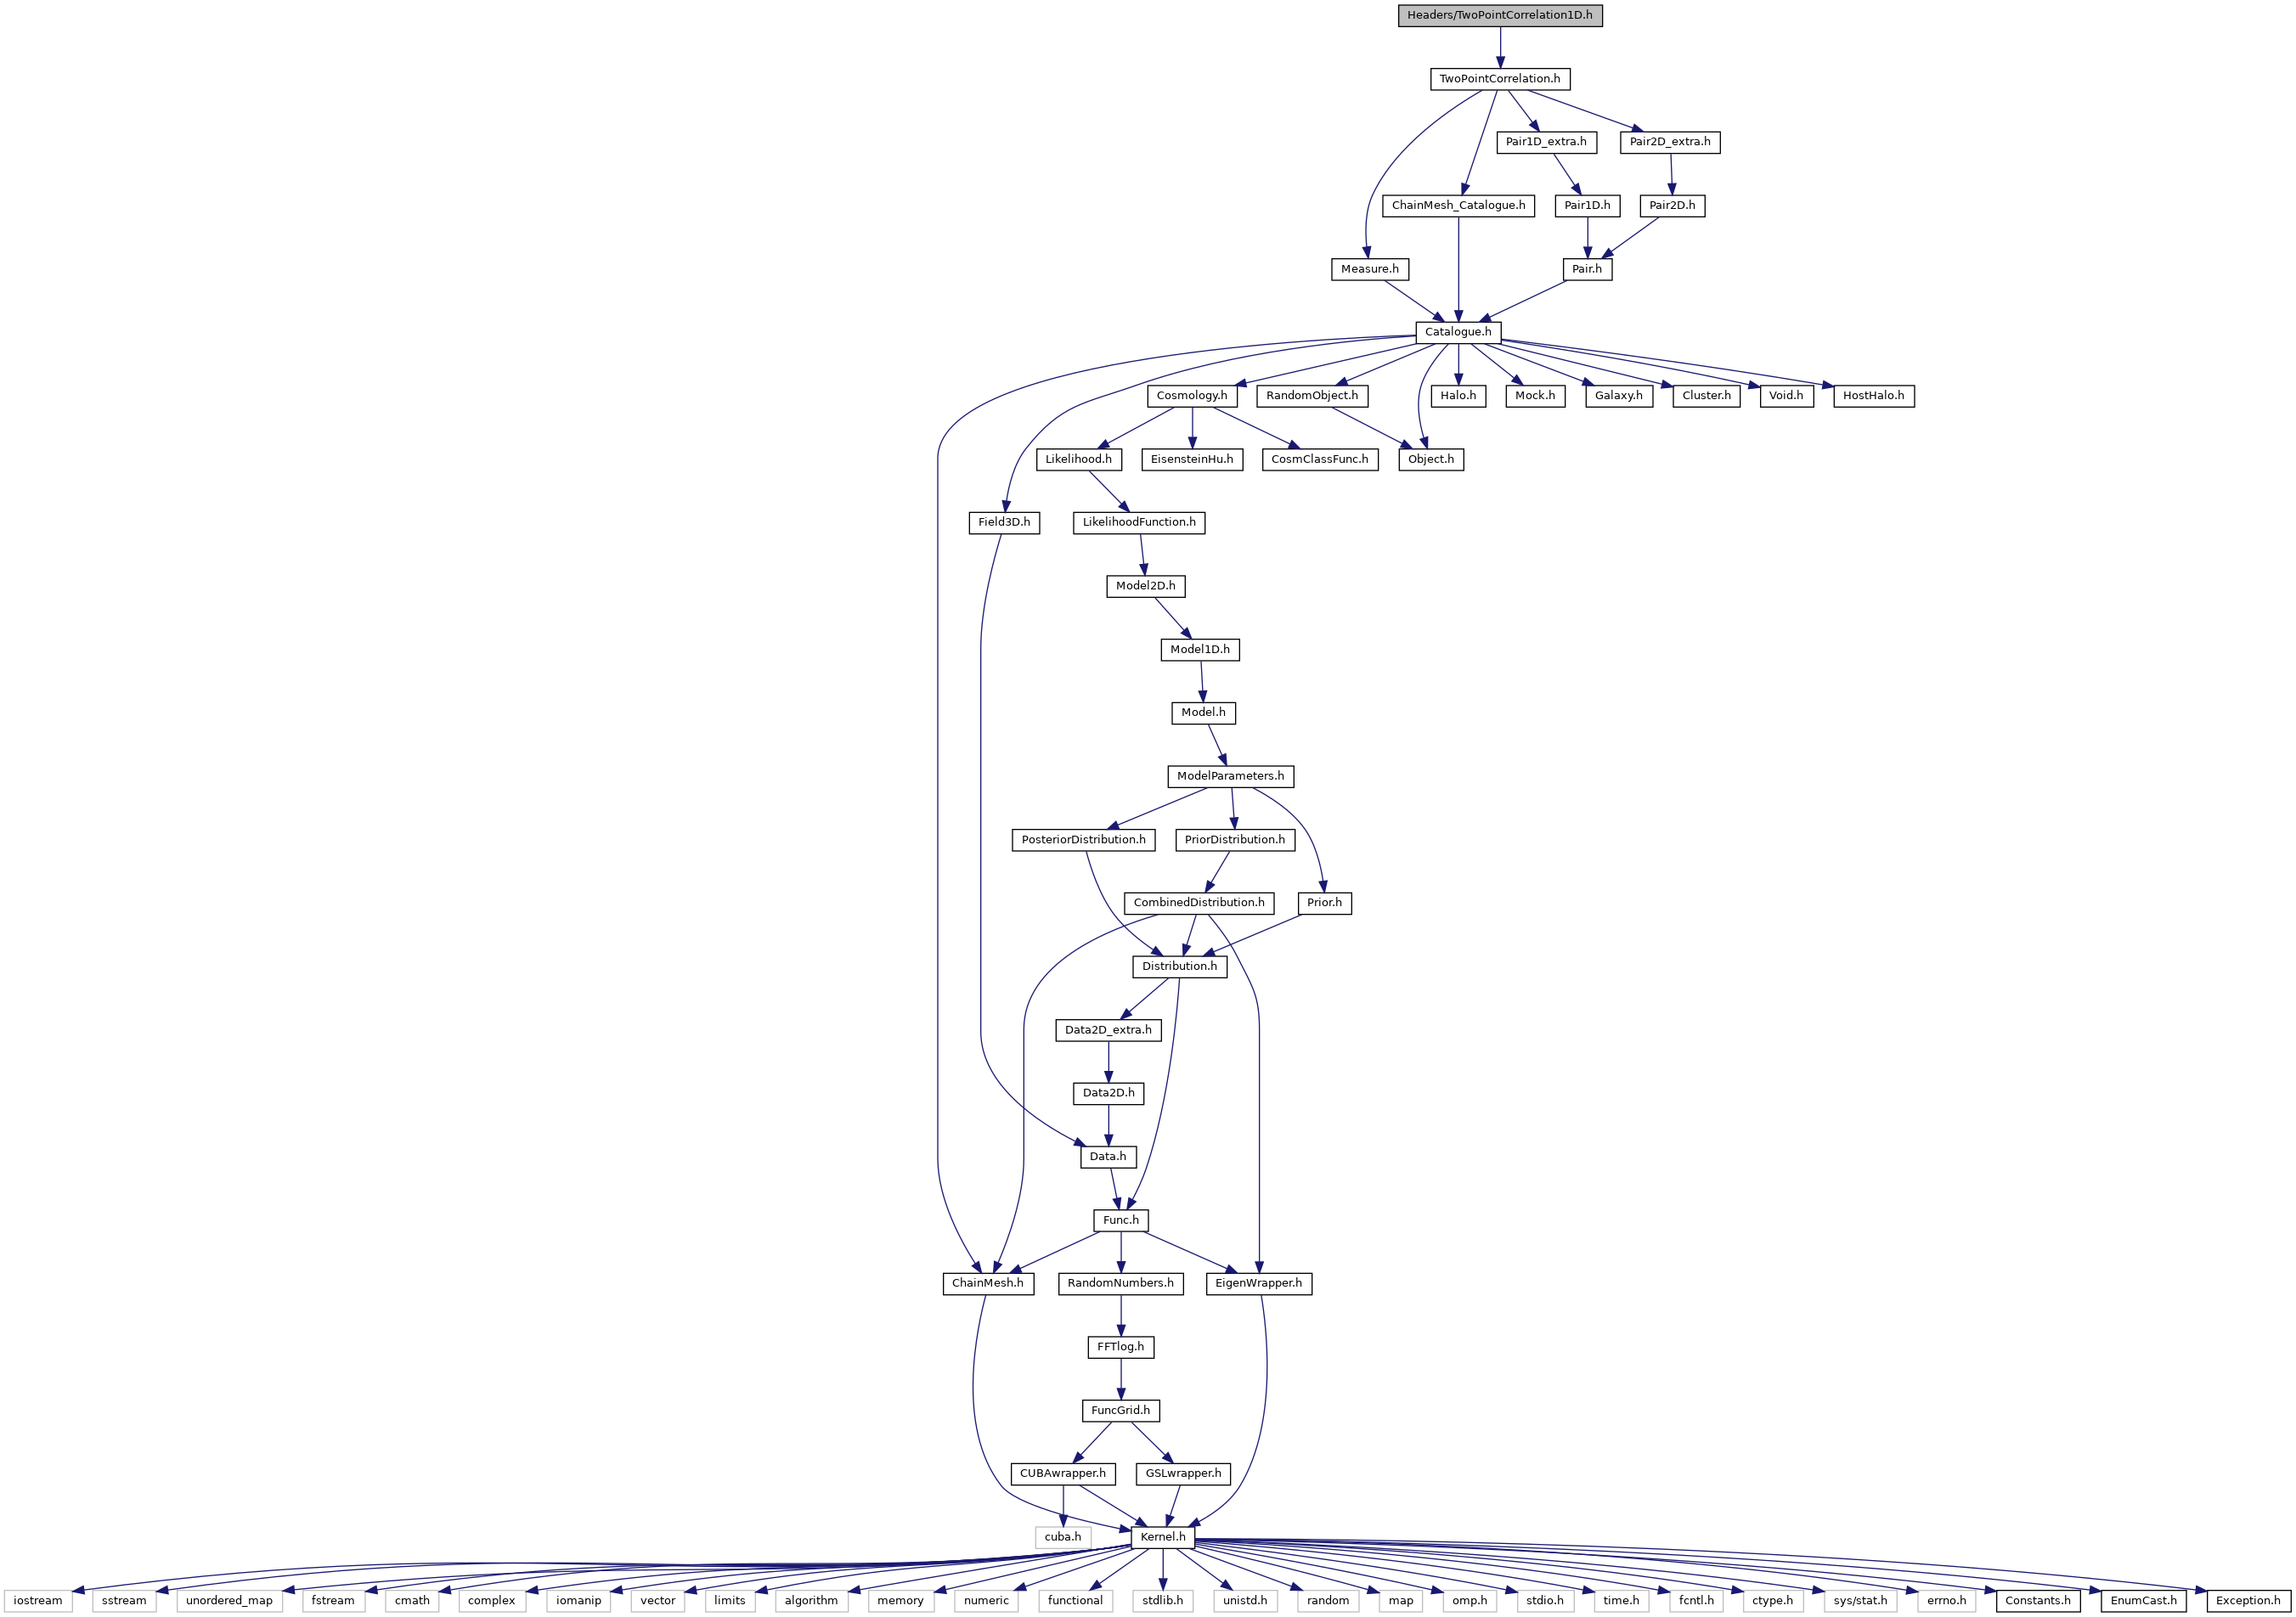 Headers/TwoPointCorrelation1D.h
TwoPointCorrelation.h
Pair1D_extra.h
Pair2D_extra.h
ChainMesh_Catalogue.h
Pair1D.h
Pair2D.h
Measure.h
Pair.h
Catalogue.h
Cosmology.h
RandomObject.h
Halo.h
Mock.h
Galaxy.h
Cluster.h
Void.h
HostHalo.h
Likelihood.h
EisensteinHu.h
CosmClassFunc.h
Object.h
Field3D.h
LikelihoodFunction.h
Model2D.h
Model1D.h
Model.h
ModelParameters.h
PosteriorDistribution.h
PriorDistribution.h
CombinedDistribution.h
Prior.h
Distribution.h
Data2D_extra.h
Data2D.h
Data.h
Func.h
ChainMesh.h
RandomNumbers.h
EigenWrapper.h
FFTlog.h
FuncGrid.h
CUBAwrapper.h
GSLwrapper.h
cuba.h
Kernel.h
iostream
sstream
unordered_map
fstream
cmath
complex
iomanip
vector
limits
algorithm
memory
numeric
functional
stdlib.h
unistd.h
random
map
omp.h
stdio.h
time.h
fcntl.h
ctype.h
sys/stat.h
errno.h
Constants.h
EnumCast.h
Exception.h